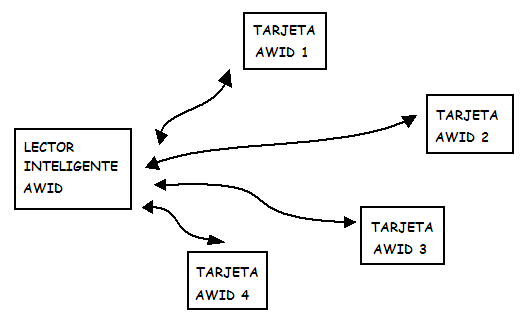 TARJETA
AWID 1
TARJETA
AWID 2
LECTOR
INTELIGENTE
AWID
TARJETA
AWID 3
TARJETA
AWID 4